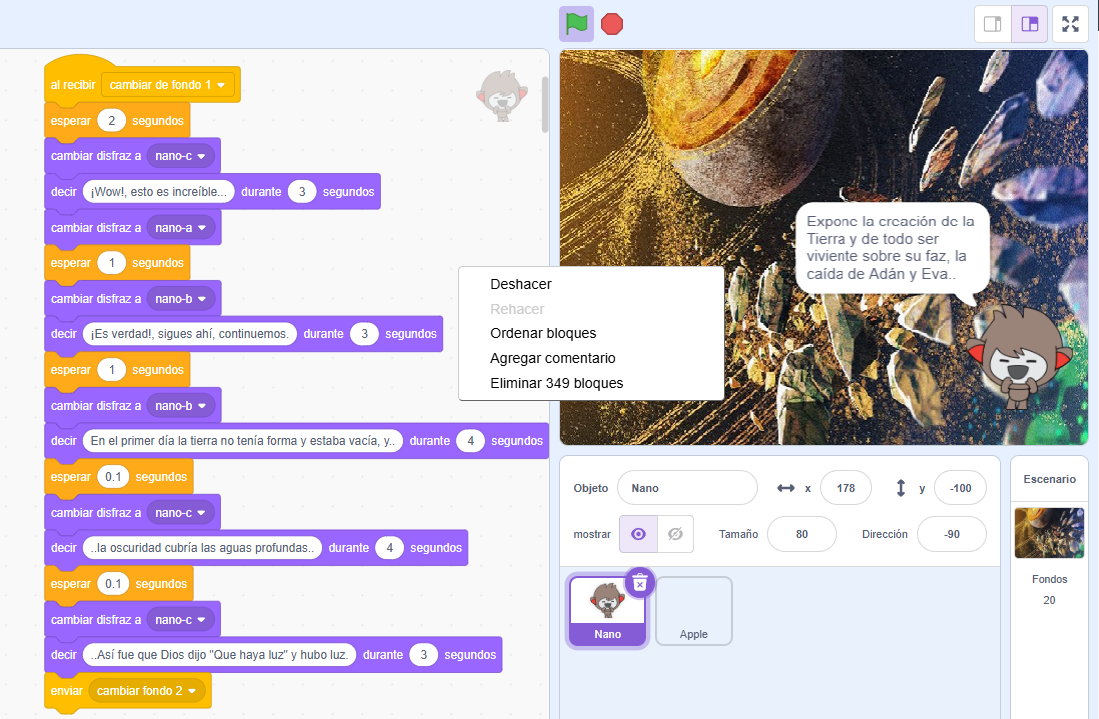 al recibir cambiar de fondo 1
esperar 2 segundos
cambiar disfraz a nano-c
decir ¡Wow!, esto es increíble... durante 3 segundos
cambiar disfraz a nano-a
esperar 1 segundos
cambiar disfraz a nano-b
decir ¡Es verdad!, sigues ahí, continuemos. durante 3 segundos
esperar 1 segundos
cambiar disfraz a nano-b
decir En el primer día la tierra no tenía forma y estaba vacía, y.. durante 4 segundos
esperar 0.1 segundos
cambiar disfraz a nano-c
decir ..la oscuridad cubría las aguas profundas.. durante 4 segundos
esperar 0.1 segundos
cambiar disfraz a nano-c
decir ..Así fue que Dios dijo "Que haya luz" y hubo luz. durante 3 segundos
enviar cambiar fondo 2
Deshacer
Rehacer
Ordenar bloques
Agregar comentario
Eliminar 349 bloques
Expone la creación de la
Tierra y de todo ser
viviente sobre su faz, la
caída de Adán y Eva..
Objeto Nano x 178 y -100
mostrar Tamaño 80 Dirección -90
Nano
Apple
Escenario
Fondos
20